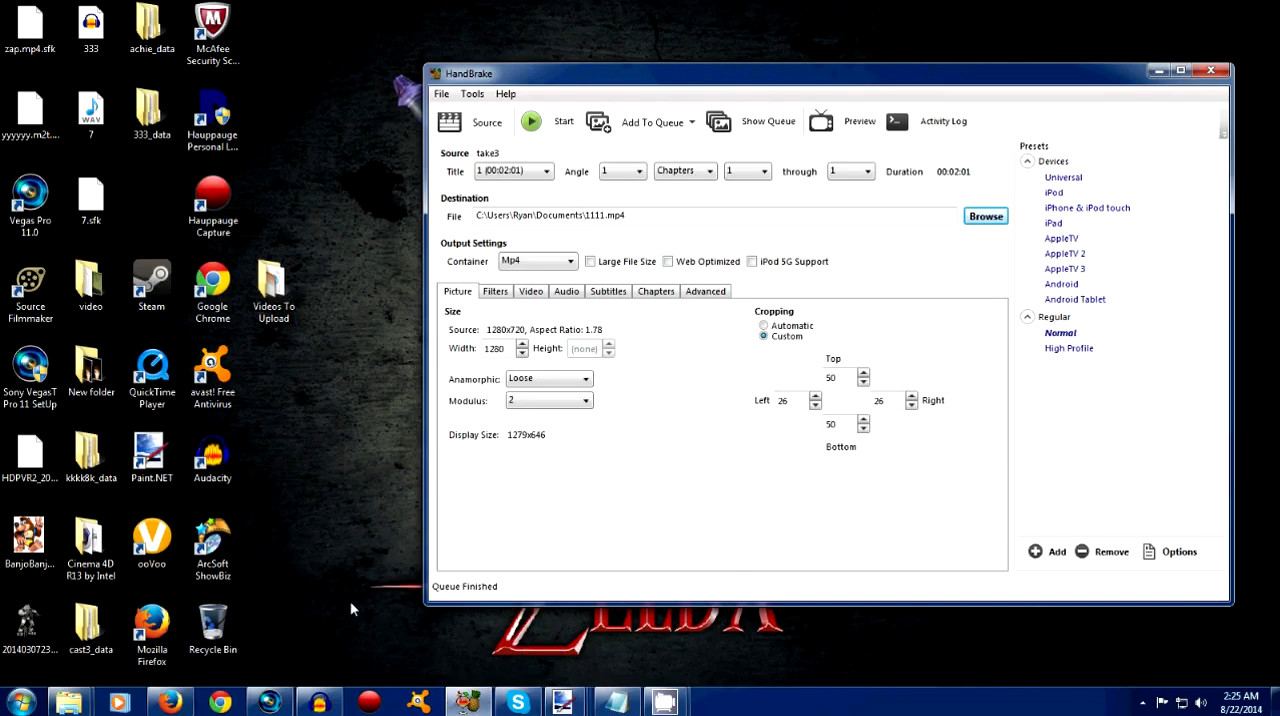 zap.mp4.sfk
333
achie_data
McAfee
Security Sc...
yyyyyy.m2t...
7
333_data
Hauppauge
Personal L...
Vegas Pro
11.0
7.sfk
Hauppauge
Capture
Source
Filmmaker
video
Steam
Google
Chrome
Videos To
Upload
Sony VegasT
Pro 11 SetUp
New folder
QuickTime
Player
avast! Free
Antivirus
HDPVR2_20...
kkkk8k_data
Paint.NET
Audacity
BanjoBanj...
Cinema 4D
R13 by Intel
ooVoo
ArcSoft
ShowBiz
2014030723...
cast3_data
Mozilla
Firefox
Recycle Bin
HandBrake
File Tools Help
Source Start Add To Queue Show Queue Preview Activity Log
Source take3
Title 1 (00:02:01) Angle 1 Chapters 1 through 1 Duration 00:02:01
Destination
File C:\Users\Ryan\Documents\1111.mp4 Browse
Output Settings
Container Mp4 Large File Size Web Optimized iPod 5G Support
Picture Filters Video Audio Subtitles Chapters Advanced
Size
Source: 1280x720, Aspect Ratio: 1.78
Width: 1280 Height: (none)
Anamorphic: Loose
Modulus: 2
Display Size: 1279x646
Cropping
Automatic
Custom
Top
50
Left 26 26 Right
50
Bottom
Presets
Devices
Universal
iPod
iPhone & iPod touch
iPad
AppleTV
AppleTV 2
AppleTV 3
Android
Android Tablet
Regular
Normal
High Profile
Add Remove Options
Queue Finished
ZELDA
2:25 AM
8/22/2014